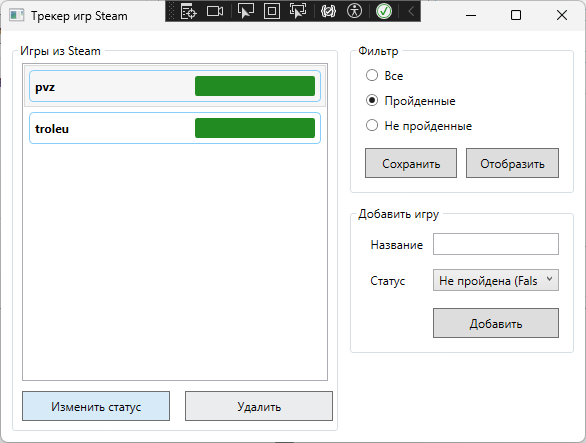 Трекер игр Steam
Игры из Steam
pvz
troleu
Изменить статус
Удалить
Фильтр
Все
Пройденные
Не пройденные
Сохранить
Отобразить
Добавить игру
Название
Статус
Не пройдена (Fals
Добавить